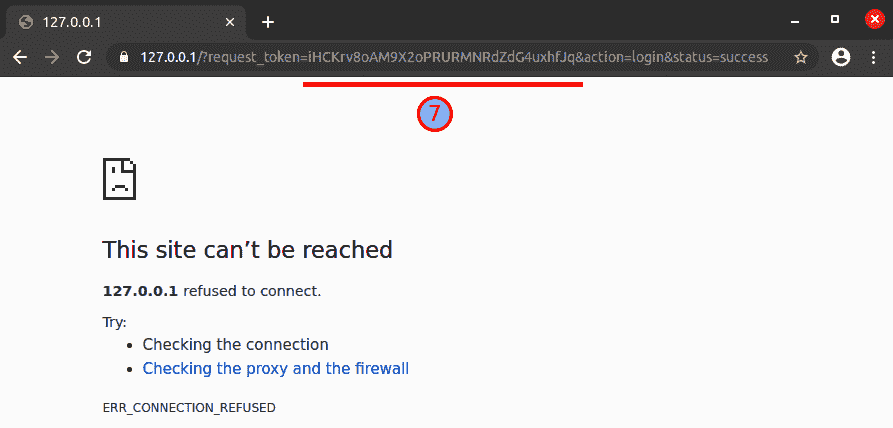 127.0.0.1
127.0.0.1/?request_token=iHCKrv8oAM9X2oPRURMNRdZdG4uxhfJq&action=login&status=success
7
This site can’t be reached
127.0.0.1 refused to connect.
Try:
• Checking the connection
• Checking the proxy and the firewall
ERR_CONNECTION_REFUSED